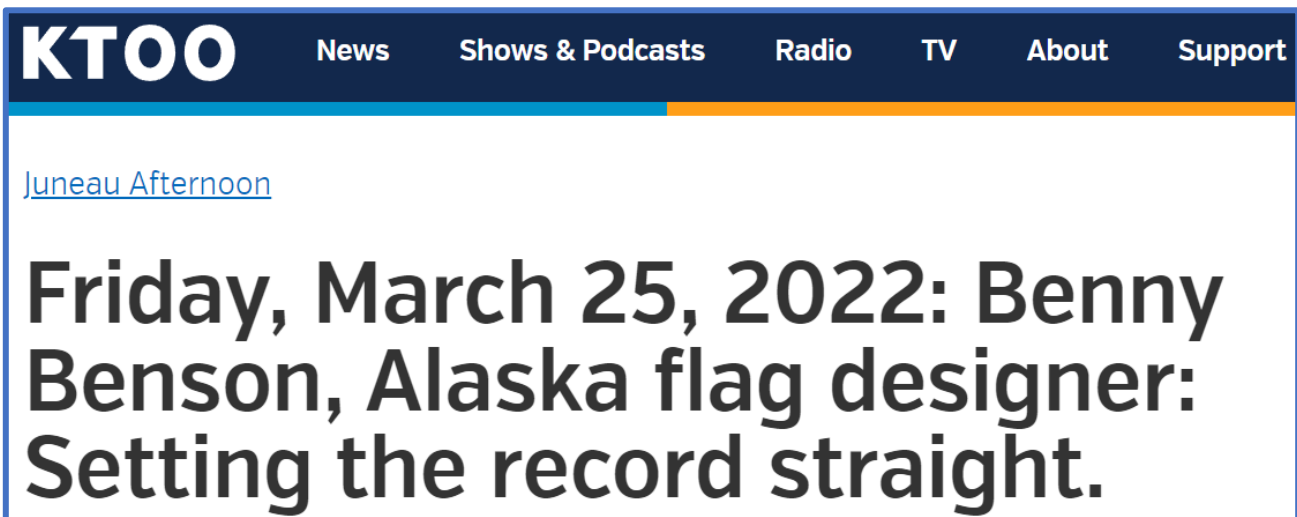 KTOO News Shows & Podcasts Radio TV About Support
Juneau Afternoon
Friday, March 25, 2022: Benny
Benson, Alaska flag designer:
Setting the record straight.